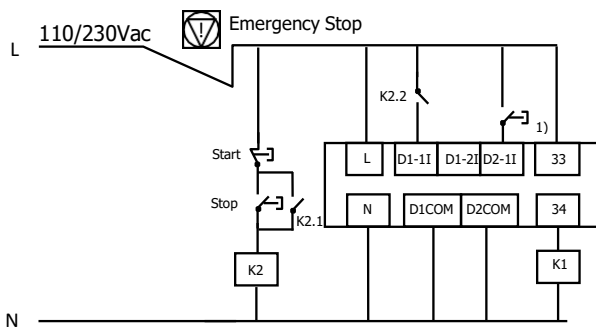 110/230Vac
Emergency Stop
L
K2.2
1)
Start
L
D1-1I
D1-2I
D2-1I
33
Stop
K2.1
N
D1COM
D2COM
34
K2
K1
N